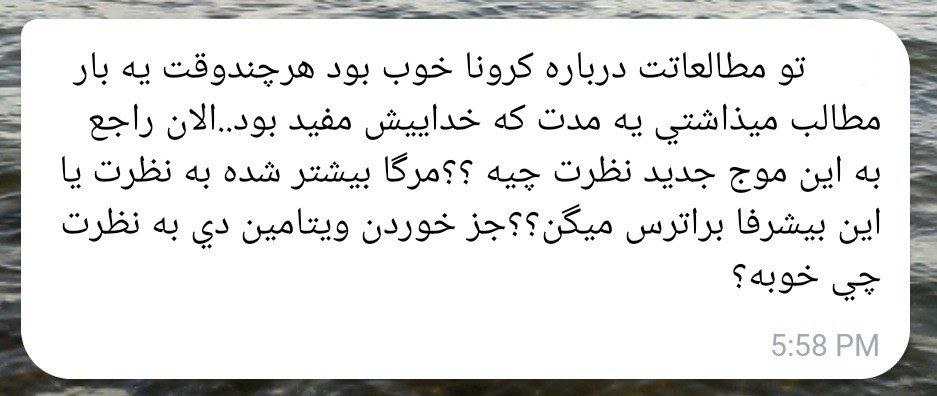 تو مطالعاتت درباره کرونا خوب بود هرچندوقت یه بار
مطالب میذاشتي یه مدت که خداییش مفید بود..الان راجع
به این موج جدید نظرت چیه ؟؟مرگا بیشتر شده به نظرت یا
این بیشرفا براترس میگن؟؟جز خوردن ویتامین دي به نظرت
چي خوبه؟
5:58 PM